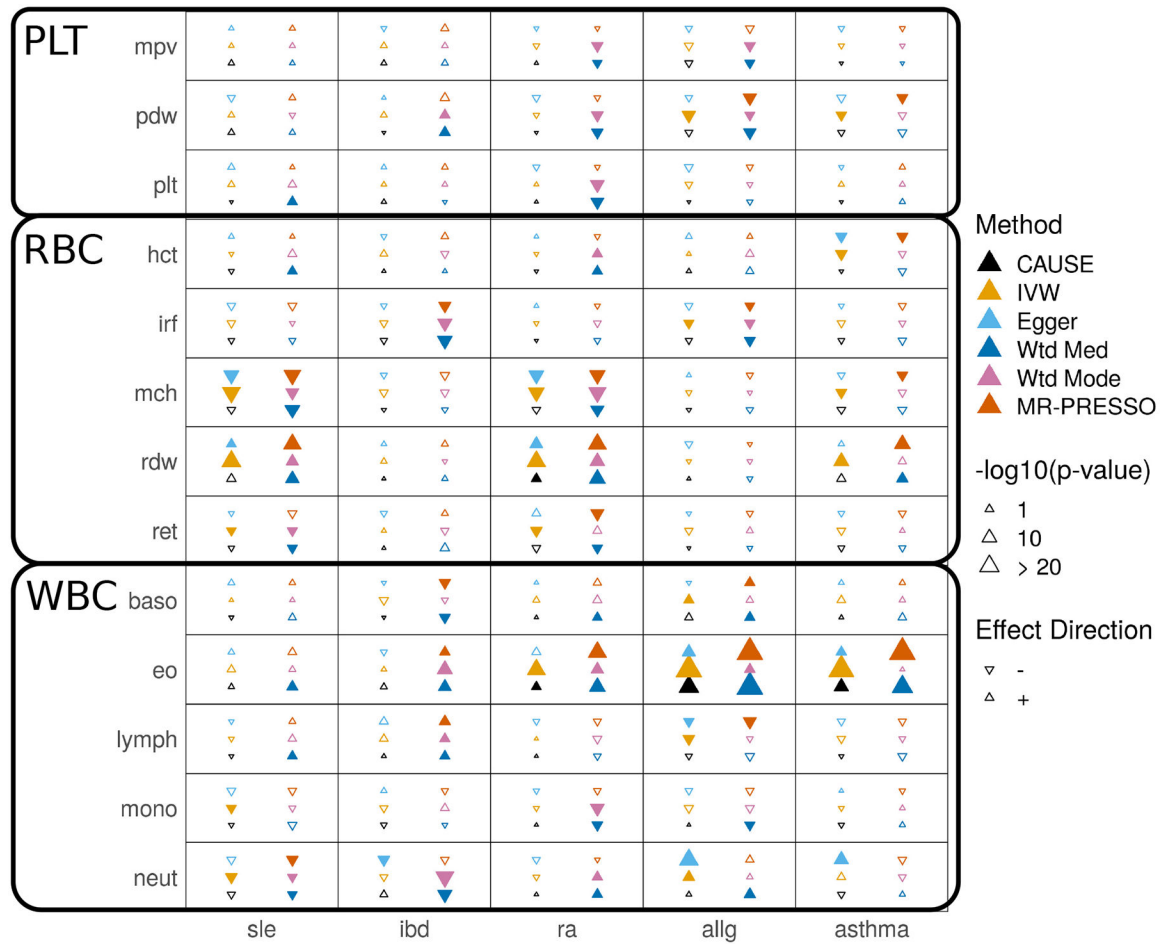 PLT
mpv
pdw
plt
RBC
hct
irf
mch
rdw
ret
WBC
baso
eo
lymph
mono
neut
sle ibd ra allg asthma
Method
CAUSE
IVW
Egger
Wtd Med
Wtd Mode
MR-PRESSO
-log10(p-value)
1
10
> 20
Effect Direction
-
+